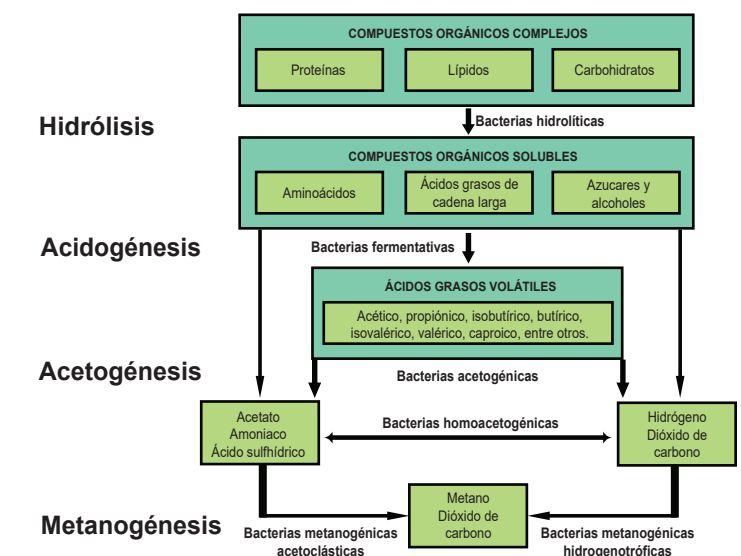 COMPUESTOS ORGÁNICOS COMPLEJOS
Proteínas
Lípidos
Carbohidratos
Hidrólisis
Bacterias hidrolíticas
COMPUESTOS ORGÁNICOS SOLUBLES
Aminoácidos
Ácidos grasos de
cadena larga
Azucares y
alcoholes
Acidogénesis
Bacterias fermentativas
ÁCIDOS GRASOS VOLÁTILES
Acético, propiónico, isobutírico, butírico,
isovalérico, valérico, caproico, entre otros.
Acetogénesis
Bacterias acetogénicas
Acetato
Amoniaco
Ácido sulfhídrico
Bacterias homoacetogénicas
Hidrógeno
Dióxido de
carbono
Metanogénesis
Bacterias metanogénicas
acetoclásticas
Metano
Dióxido de
carbono
Bacterias metanogénicas
hidrogenotróficas